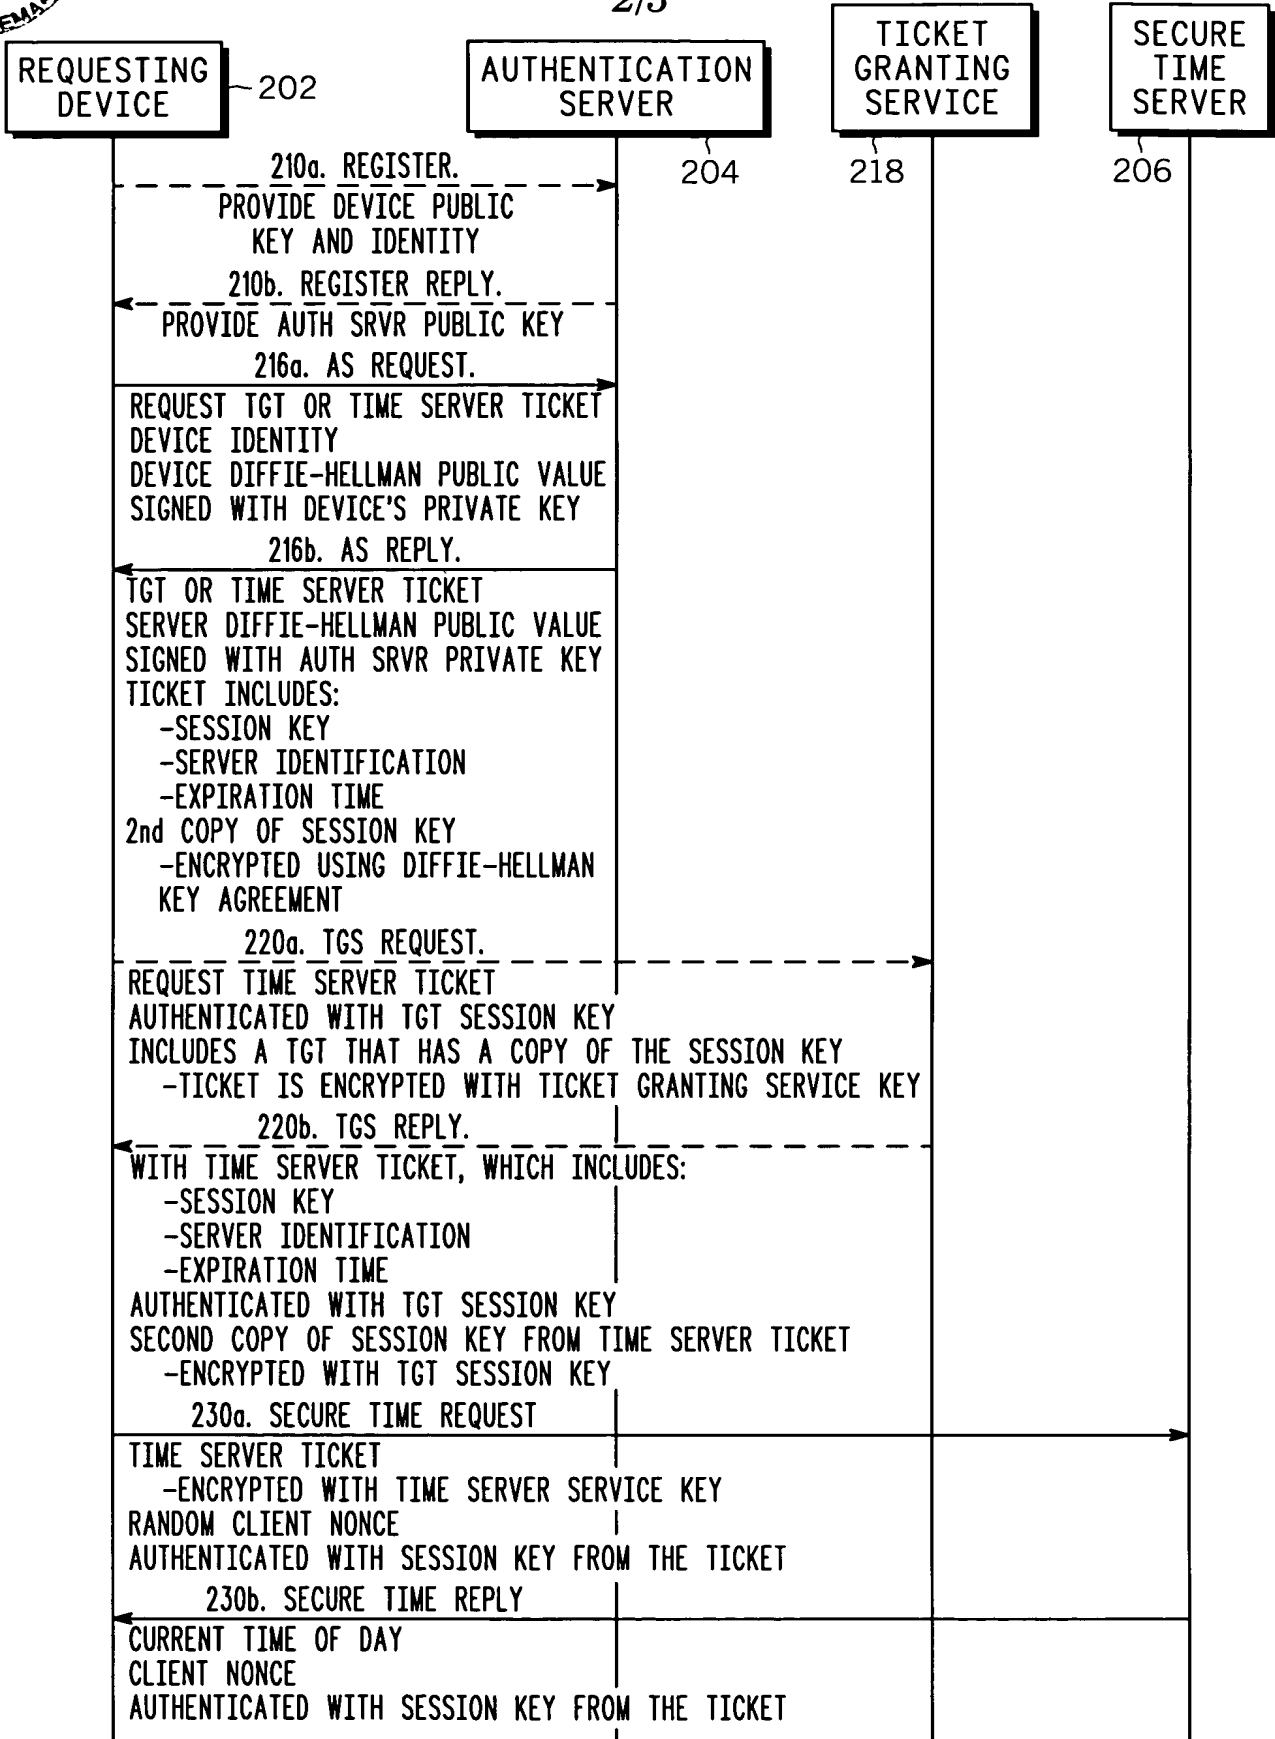 2/3
REQUESTING
DEVICE
202
AUTHENTICATION
SERVER
204
TICKET
GRANTING
SERVICE
218
SECURE
TIME
SERVER
206
210a. REGISTER.
PROVIDE DEVICE PUBLIC
KEY AND IDENTITY
210b. REGISTER REPLY.
PROVIDE AUTH SRVR PUBLIC KEY
216a. AS REQUEST.
REQUEST TGT OR TIME SERVER TICKET
DEVICE IDENTITY
DEVICE DIFFIE-HELLMAN PUBLIC VALUE
SIGNED WITH DEVICE'S PRIVATE KEY
216b. AS REPLY.
TGT OR TIME SERVER TICKET
SERVER DIFFIE-HELLMAN PUBLIC VALUE
SIGNED WITH AUTH SRVR PRIVATE KEY
TICKET INCLUDES:
-SESSION KEY
-SERVER IDENTIFICATION
-EXPIRATION TIME
2nd COPY OF SESSION KEY
-ENCRYPTED USING DIFFIE-HELLMAN
KEY AGREEMENT
220a. TGS REQUEST.
REQUEST TIME SERVER TICKET
AUTHENTICATED WITH TGT SESSION KEY
INCLUDES A TGT THAT HAS A COPY OF THE SESSION KEY
-TICKET IS ENCRYPTED WITH TICKET GRANTING SERVICE KEY
220b. TGS REPLY.
WITH TIME SERVER TICKET, WHICH INCLUDES:
-SESSION KEY
-SERVER IDENTIFICATION
-EXPIRATION TIME
AUTHENTICATED WITH TGT SESSION KEY
SECOND COPY OF SESSION KEY FROM TIME SERVER TICKET
-ENCRYPTED WITH TGT SESSION KEY
230a. SECURE TIME REQUEST
TIME SERVER TICKET
-ENCRYPTED WITH TIME SERVER SERVICE KEY
RANDOM CLIENT NONCE
AUTHENTICATED WITH SESSION KEY FROM THE TICKET
230b. SECURE TIME REPLY
CURRENT TIME OF DAY
CLIENT NONCE
AUTHENTICATED WITH SESSION KEY FROM THE TICKET